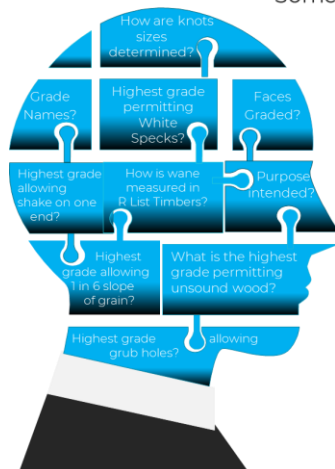 How are knots
sizes
determined?
Grade
Names?
Highest grade
permitting
White
Specks?
Faces
Graded?
Highest grade
allowing
shake on one
end?
How is wane
measured in
R List Timbers?
Purpose
intended?
Highest
grade allowing
1 in 6 slope
of grain?
What is the highest
grade permitting
unsound wood?
Highest grade allowing
grub holes?